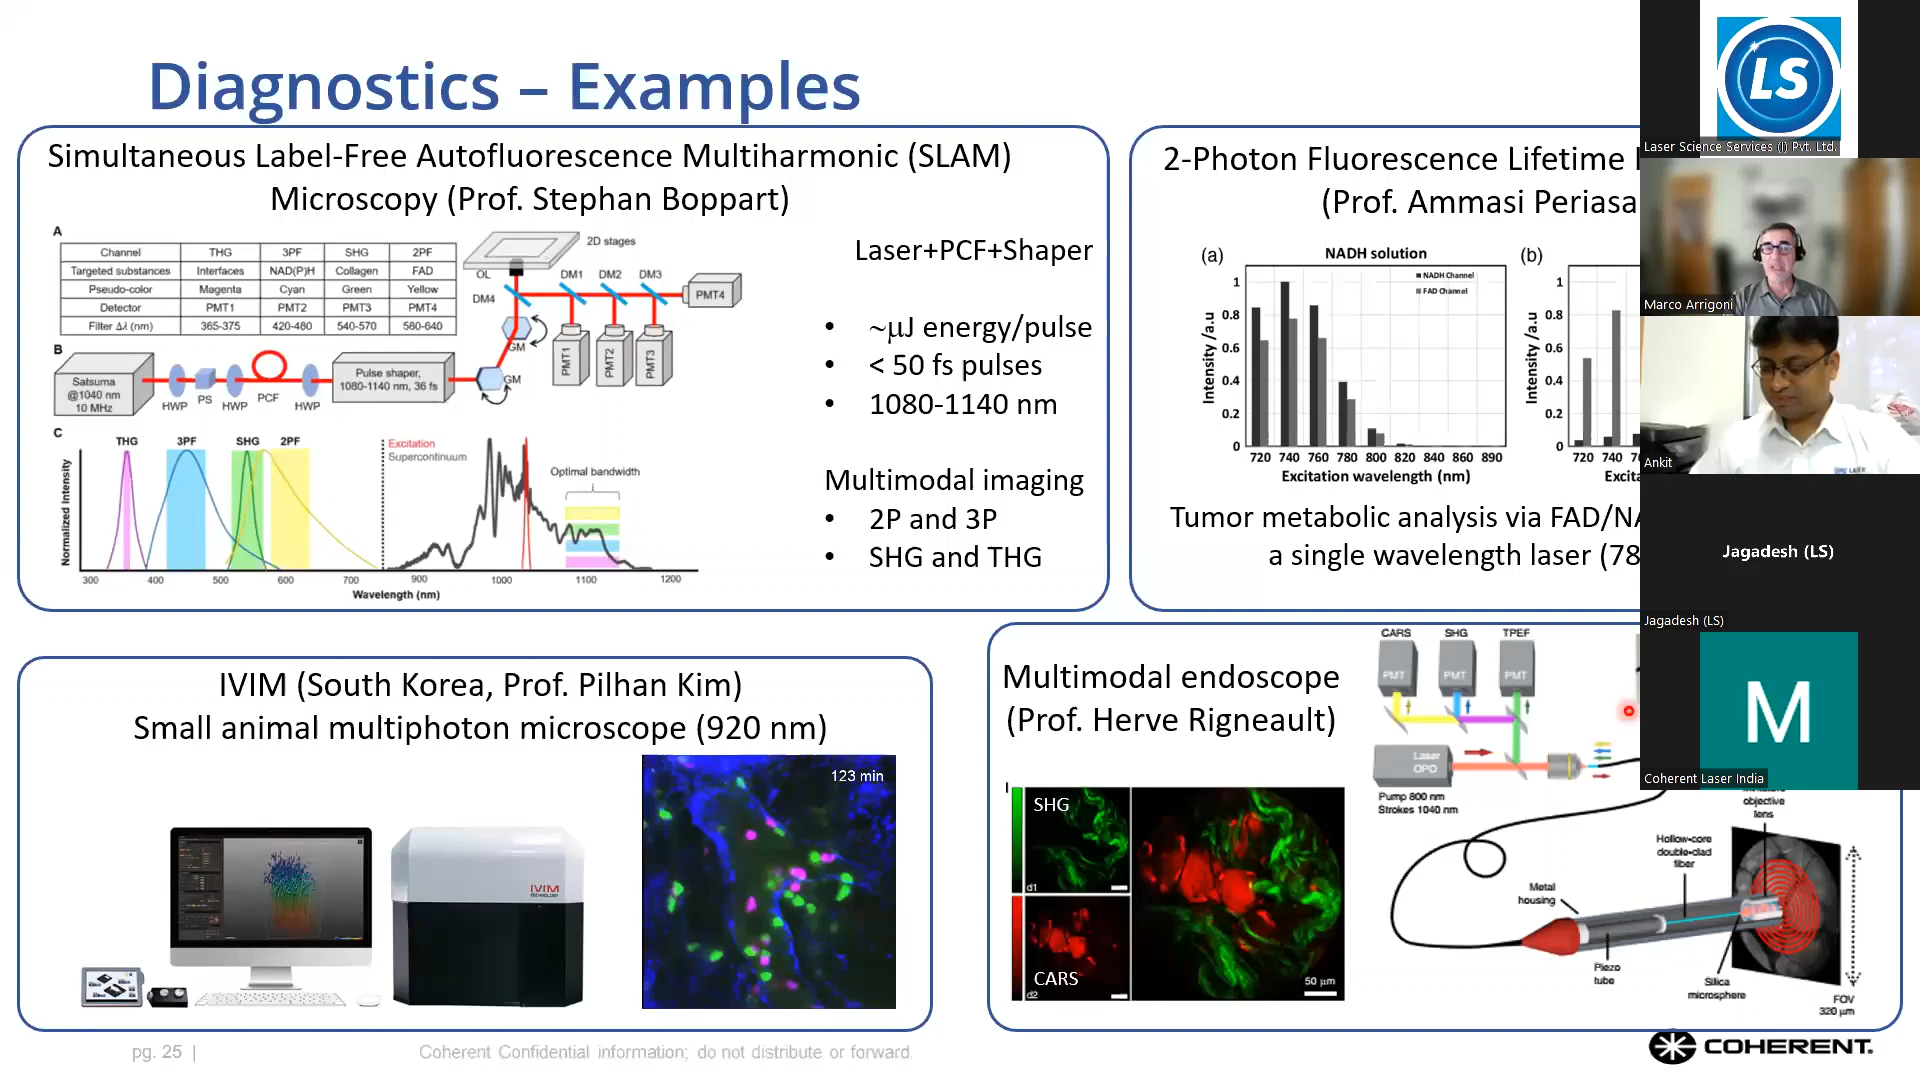 Diagnostics – Examples
Simultaneous Label-Free Autofluorescence Multiharmonic (SLAM)
Microscopy (Prof. Stephan Boppart)
A
Channel THG 3PF SHG 2PF
Targeted substances Interfaces NAD(P)H Collagen FAD
Pseudo-color Magenta Cyan Green Yellow
Detector PMT1 PMT2 PMT3 PMT4
Filter Δλ (nm) 365-375 420-480 540-570 580-640
2D stages
OL
DM1 DM2 DM3
DM4
PMT4
GM
PMT1 PMT2 PMT3
B
Satsuma
@1040 nm
10 MHz
HWP PS HWP PCF HWP
Pulse shaper,
1080-1140 nm, 36 fs
GM
C
THG 3PF SHG 2PF
Excitation
Supercontinuum
Optimal bandwidth
Normalized Intensity
300 400 500 600 700 900 1000 1100 1200
Wavelength (nm)
Laser+PCF+Shaper
• ~µJ energy/pulse
• < 50 fs pulses
• 1080-1140 nm
Multimodal imaging
• 2P and 3P
• SHG and THG
2-Photon Fluorescence Lifetime
(Prof. Ammasi Periasa
(a)
NADH solution
NADH Channel
FAD Channel
Intensity /a.u
1
0.8
0.6
0.4
0.2
0
720 740 760 780 800 820 840 860 890
Excitation wavelength (nm)
(b)
Intensity /a.u
1
0.8
0.6
0.4
0.2
0
720 740 7
Excita
Tumor metabolic analysis via FAD/NA
a single wavelength laser (78
IVIM (South Korea, Prof. Pilhan Kim)
Small animal multiphoton microscope (920 nm)
IVIM
TECHNOLOGY
123 min
Multimodal endoscope
(Prof. Herve Rigneault)
CARS SHG TPEF
PMT PMT PMT
Laser
OPO
Pump 800 nm
Strokes 1040 nm
SHG
d1
CARS
d2
50 µm
objective
lens
Hollow-core
double-clad
fiber
Metal
housing
Piezo
tube
Silica
microsphere
FOV
320 µm
pg. 25 |
Coherent Confidential information; do not distribute or forward.
COHERENT.
LS
Laser Science Services (I) Pvt. Ltd.
Marco Arrigoni
Ankit
Jagadesh (LS)
Jagadesh (LS)
M
Coherent Laser India